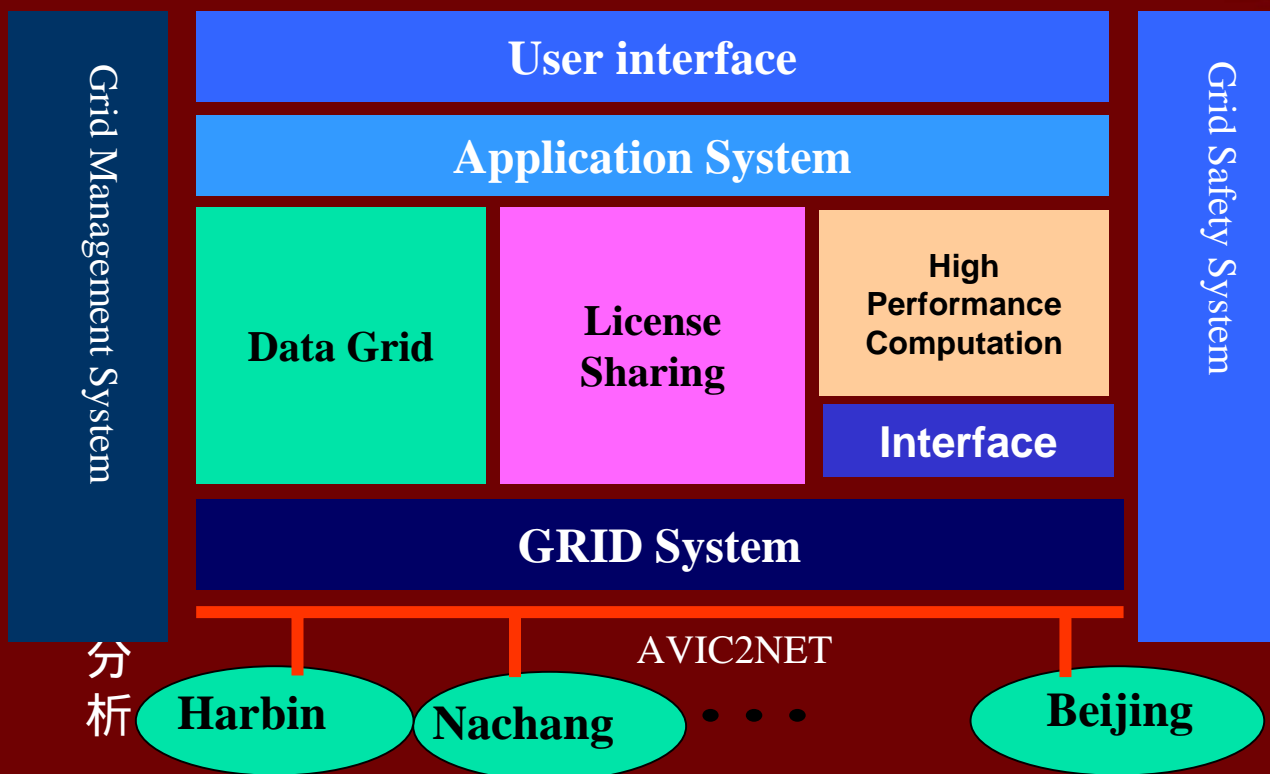 Grid Management System
User interface
Application System
Data Grid
License
Sharing
High
Performance
Computation
Interface
Grid Safety System
GRID System
AVIC2NET
分
析
Harbin
Nachang
• • •
Beijing